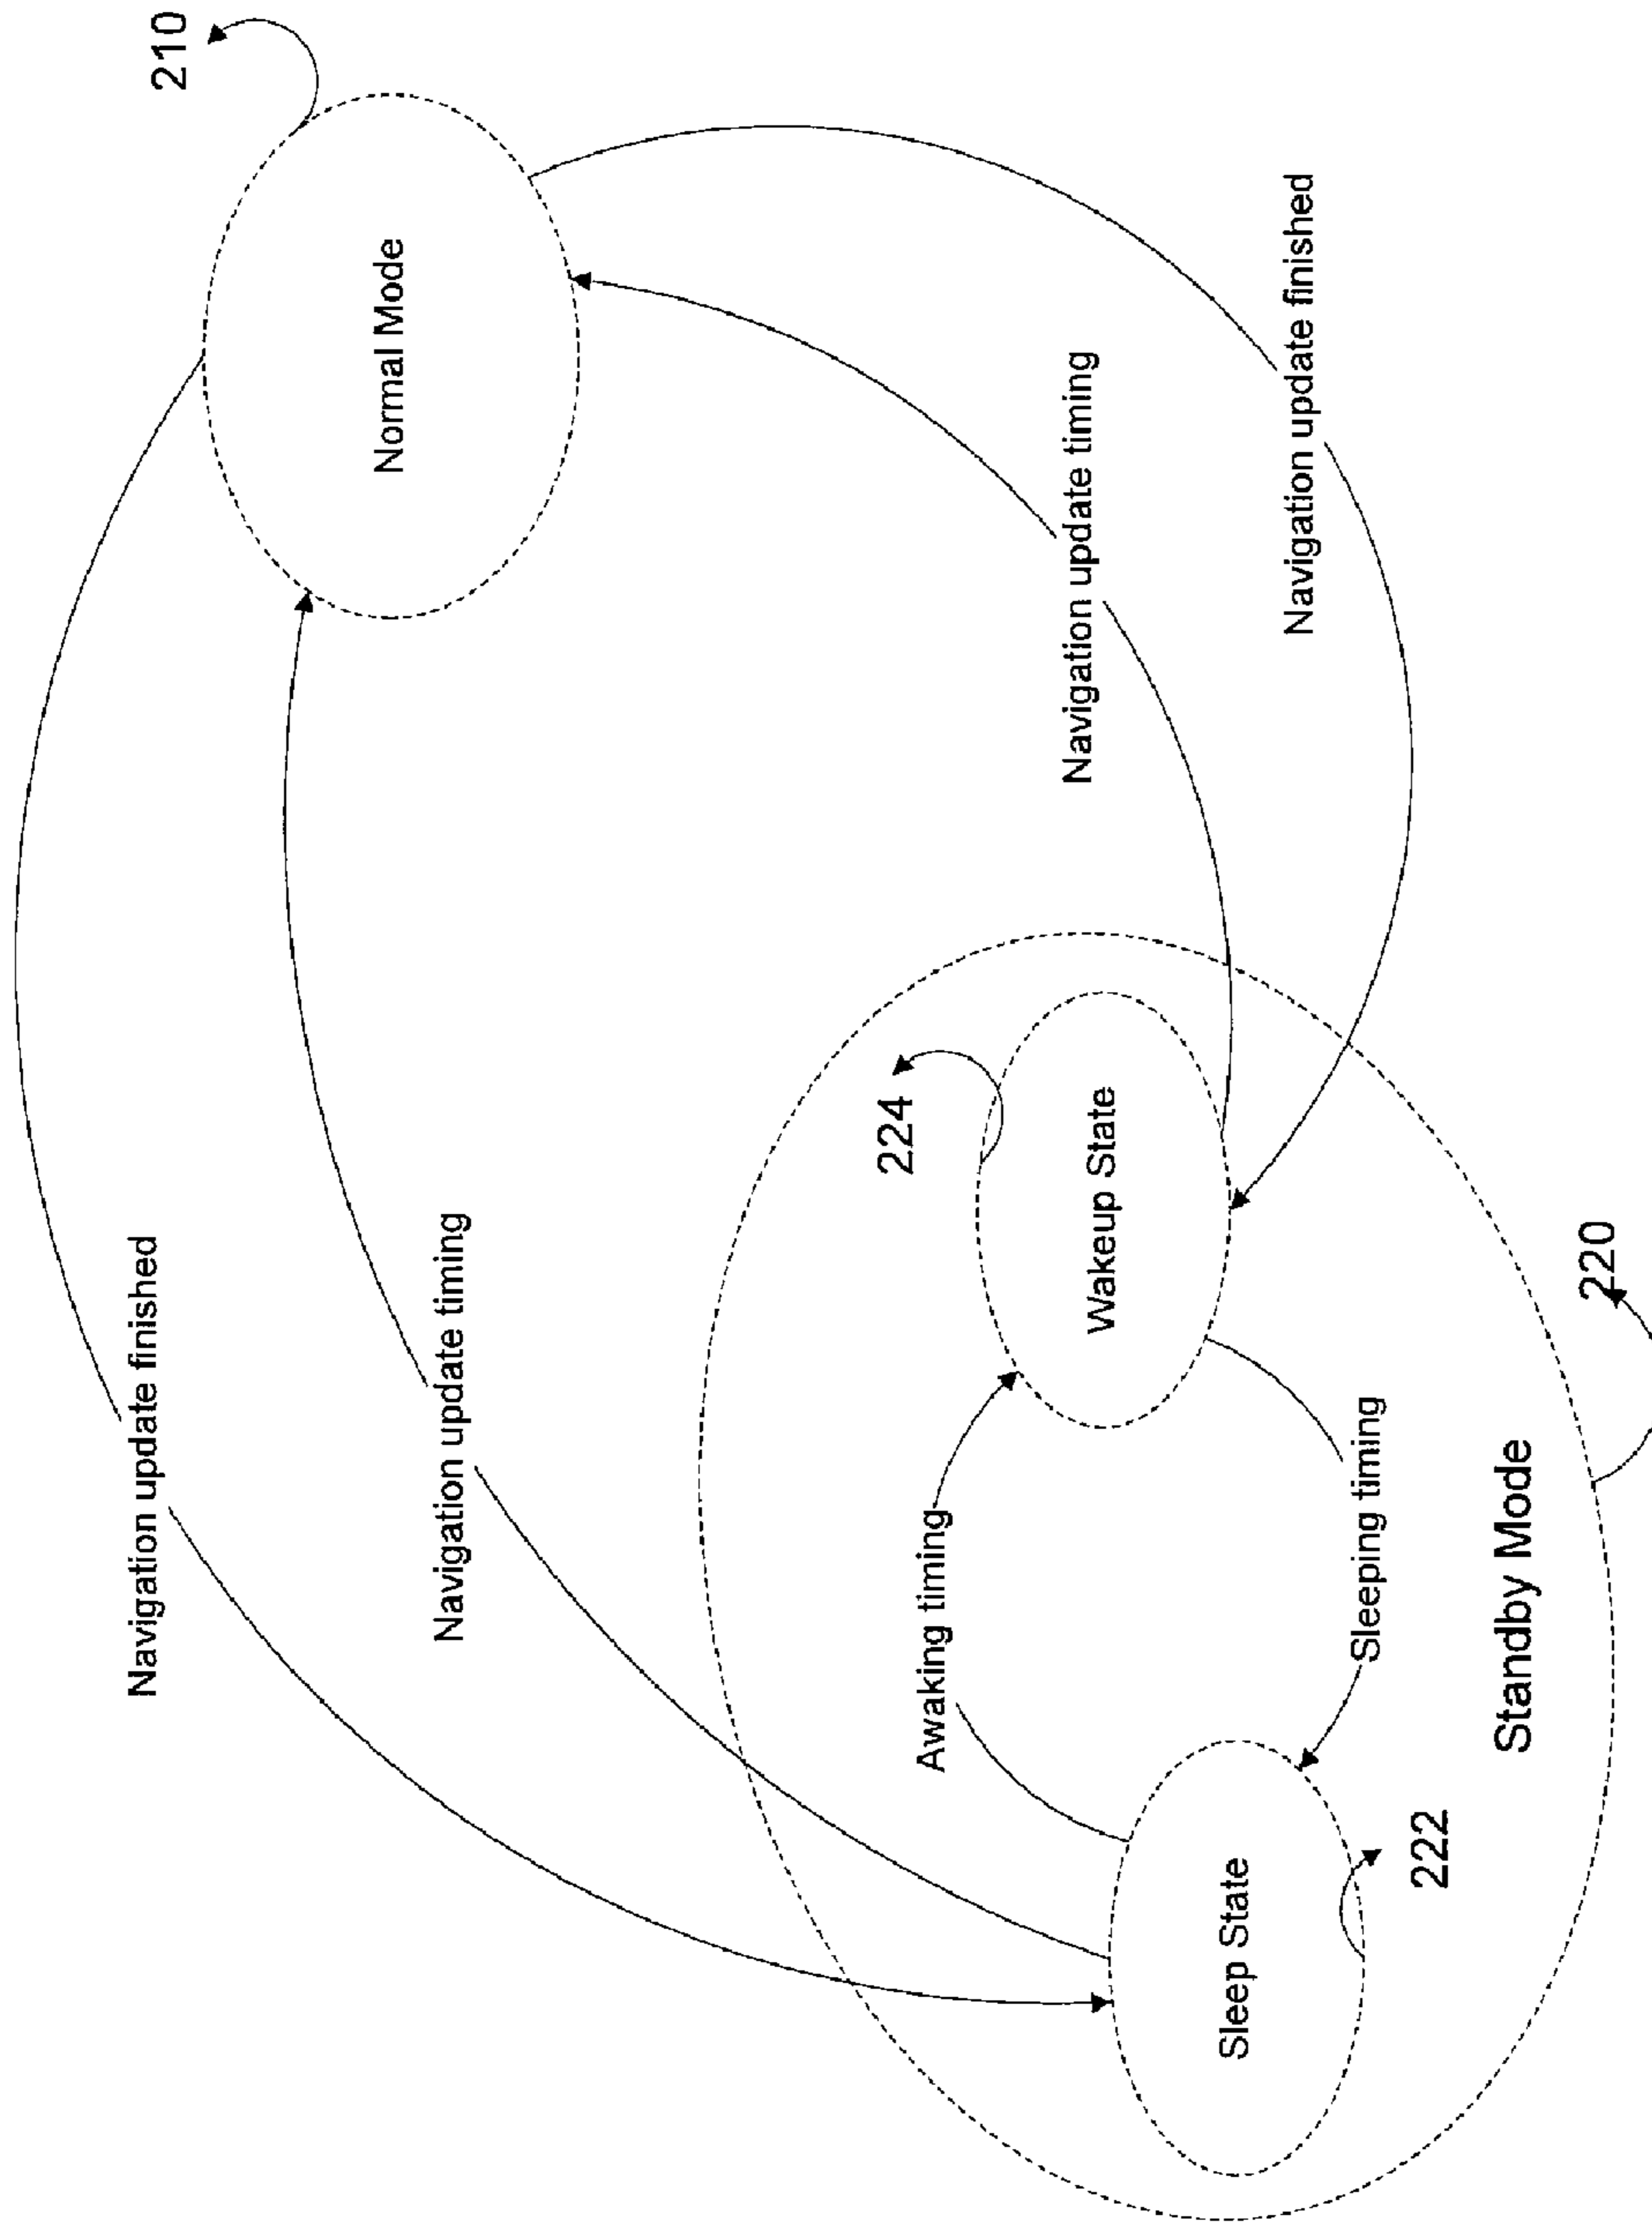 Navigation update finished
Navigation update timing
210
Normal Mode
224
Awaking timing
Wakeup State
Navigation update timing
Sleep State
Sleeping timing
Navigation update finished
222
Standby Mode
220